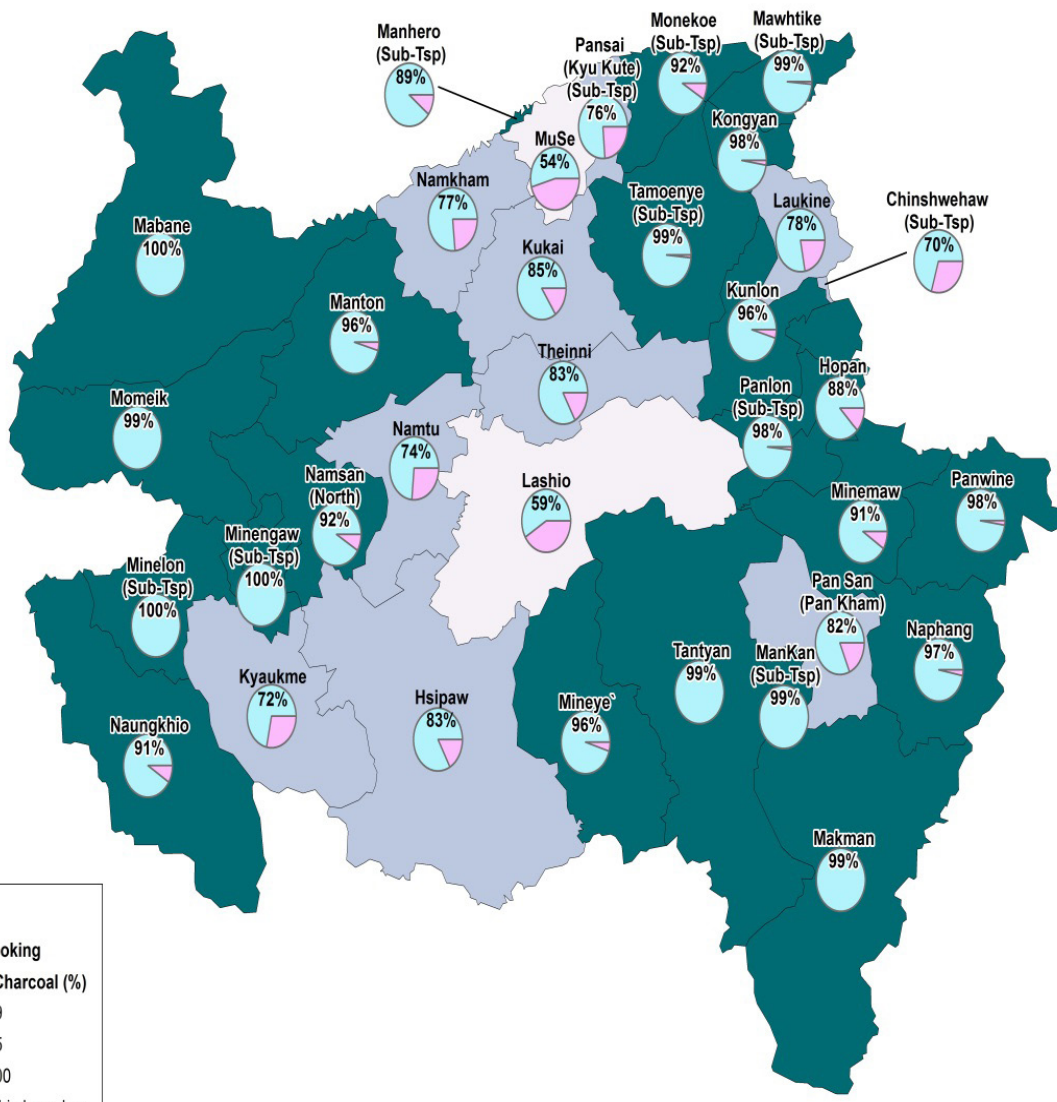 Manhero
(Sub-Tsp)
89%
Pansai
(Kyu Kute)
(Sub-Tsp)
76%
Monekoe
(Sub-Tsp)
92%
Mawhtike
(Sub-Tsp)
99%
MuSe
54%
Kongyan
98%
Namkham
77%
Tamoenye
(Sub-Tsp)
99%
Laukine
78%
Chinshwehaw
(Sub-Tsp)
70%
Mabane
100%
Kukai
85%
Manton
96%
Kunlon
96%
Theinni
83%
Hopan
88%
Momeik
99%
Panlon
(Sub-Tsp)
98%
Namtu
74%
Namsan
(North)
92%
Lashio
59%
Minemaw
91%
Panwine
98%
Minengaw
(Sub-Tsp)
100%
Minelon
(Sub-Tsp)
100%
Pan San
(Pan Kham)
82%
Naphang
97%
Tantyan
99%
ManKan
(Sub-Tsp)
99%
Kyaukme
72%
Hsipaw
83%
Mineye`
96%
Naungkhio
91%
Makman
99%
oking
Charcoal (%)